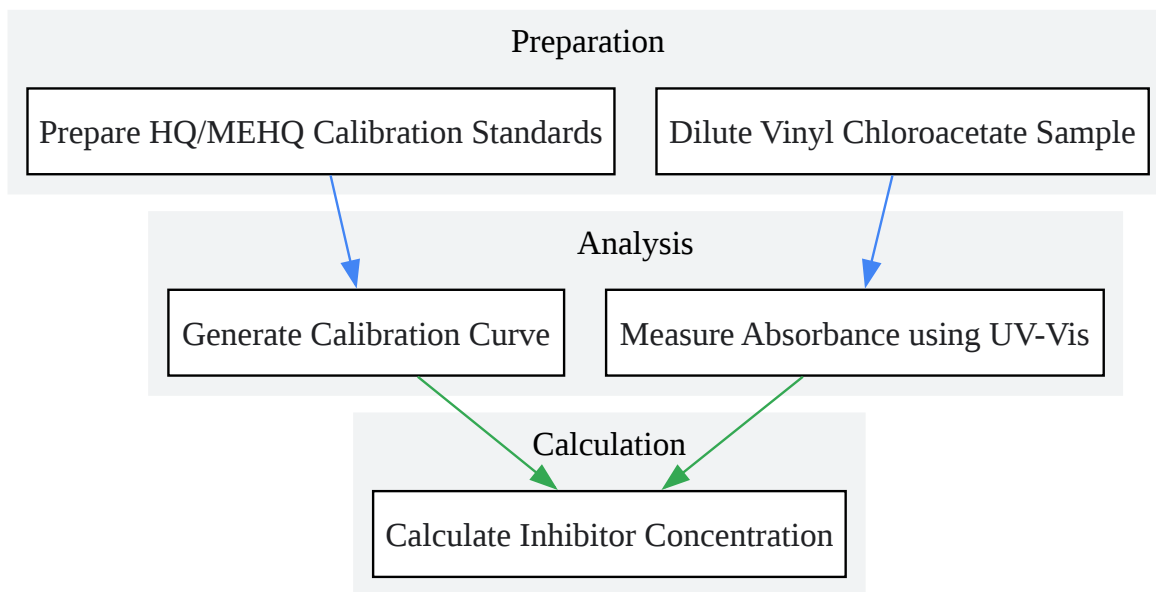 Preparation
Prepare HQ/MEHQ Calibration Standards
Dilute Vinyl Chloroacetate Sample
Analysis
Generate Calibration Curve
Measure Absorbance using UV-Vis
Calculation
Calculate Inhibitor Concentration